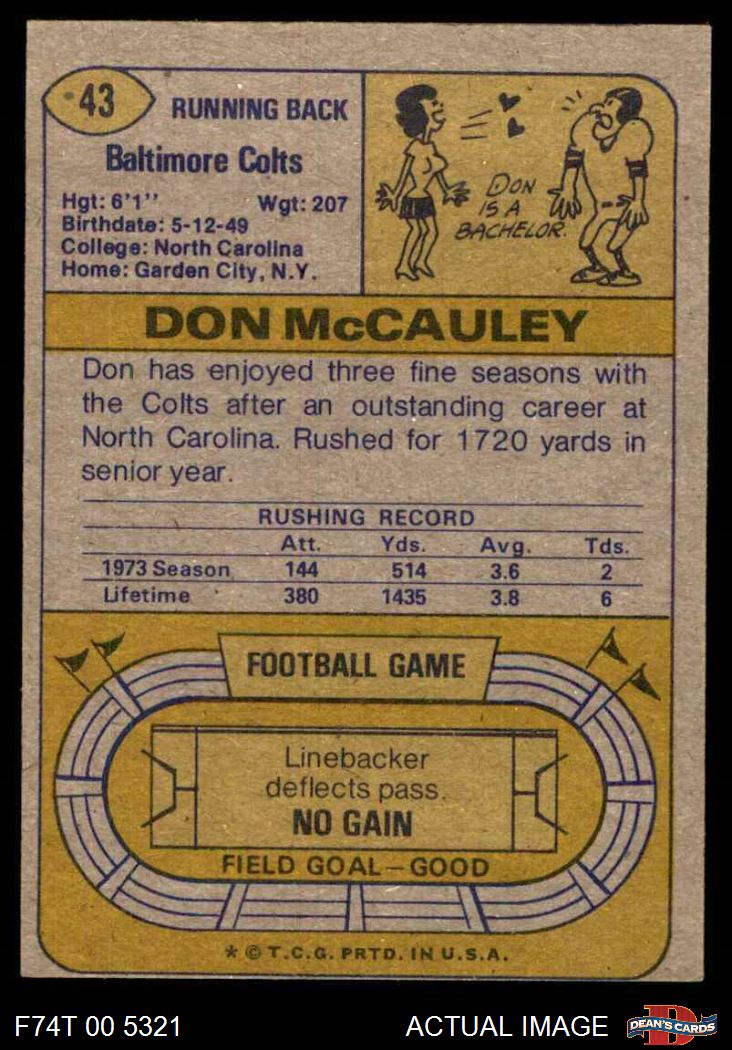 43
RUNNING BACK
Baltimore Colts
Hgt: 6'1'' Wgt: 207
Birthdate: 5-12-49
College: North Carolina
Home: Garden City, N.Y.
DON
IS A
BACHELOR.
DON McCAULEY
Don has enjoyed three fine seasons with
the Colts after an outstanding career at
North Carolina. Rushed for 1720 yards in
senior year.
RUSHING RECORD
Att. Yds. Avg. Tds.
1973 Season 144 514 3.6 2
Lifetime 380 1435 3.8 6
FOOTBALL GAME
Linebacker
deflects pass.
NO GAIN
FIELD GOAL—GOOD
* © T.C.G. PRTD. IN U.S.A.
F74T 00 5321 ACTUAL IMAGE
D
DEAN'S CARDS